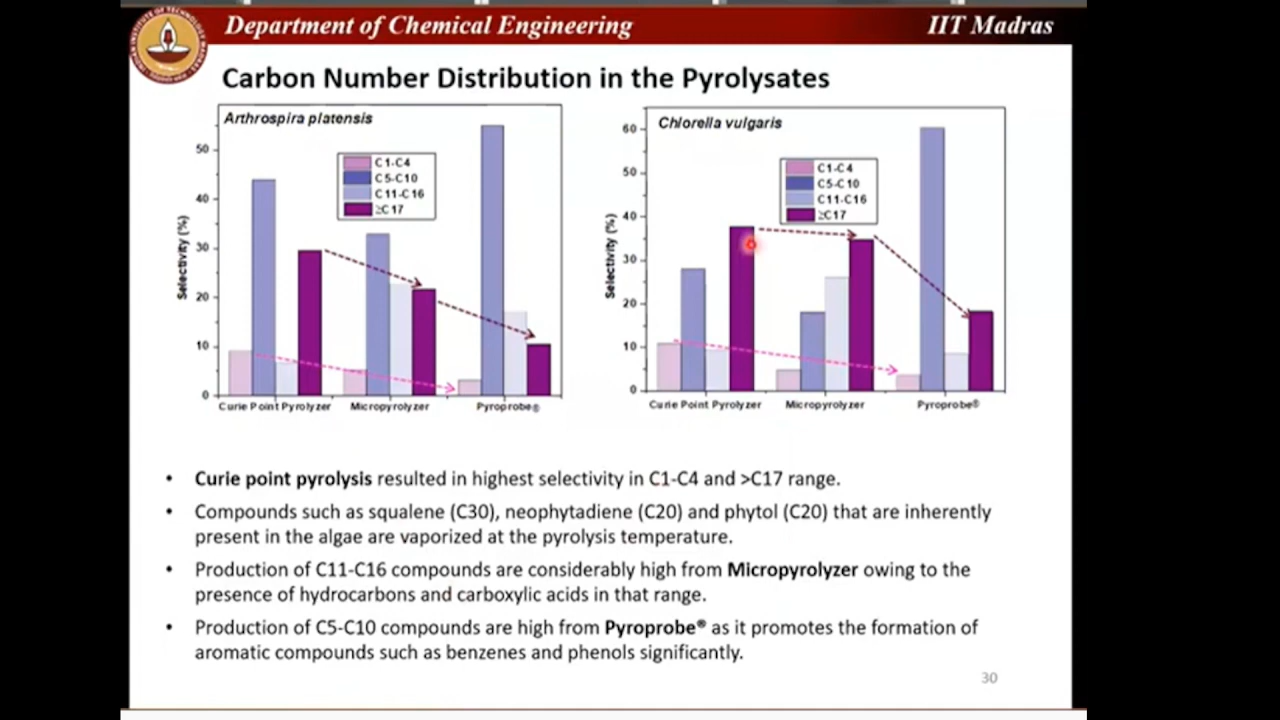 Department of Chemical Engineering
IIT Madras
Carbon Number Distribution in the Pyrolysates
Arthrospira platensis
C1-C4
C5-C10
C11-C16
≥C17
Selectivity (%)
50
40
30
20
10
0
Curie Point Pyrolyzer
Micropyrolyzer
Pyroprobe®
Chlorella vulgaris
C1-C4
C5-C10
C11-C16
≥C17
Selectivity (%)
60
50
40
30
20
10
0
Curie Point Pyrolyzer
Micropyrolyzer
Pyroprobe®
• Curie point pyrolysis resulted in highest selectivity in C1-C4 and >C17 range.
• Compounds such as squalene (C30), neophytadiene (C20) and phytol (C20) that are inherently
present in the algae are vaporized at the pyrolysis temperature.
• Production of C11-C16 compounds are considerably high from Micropyrolyzer owing to the
presence of hydrocarbons and carboxylic acids in that range.
• Production of C5-C10 compounds are high from Pyroprobe® as it promotes the formation of
aromatic compounds such as benzenes and phenols significantly.
30